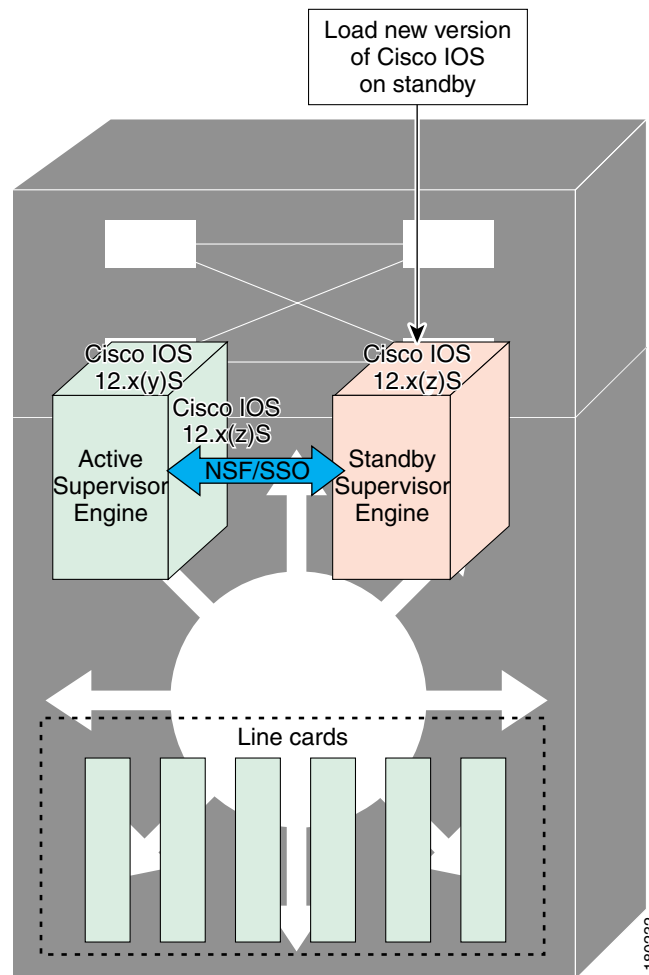 Load new version
of Cisco IOS
on standby
Cisco IOS
12.x(y)S
Cisco IOS
12.x(z)S
Cisco IOS
12.x(z)S
Active
Supervisor
Engine
NSF/SSO
Standby
Supervisor
Engine
Line cards